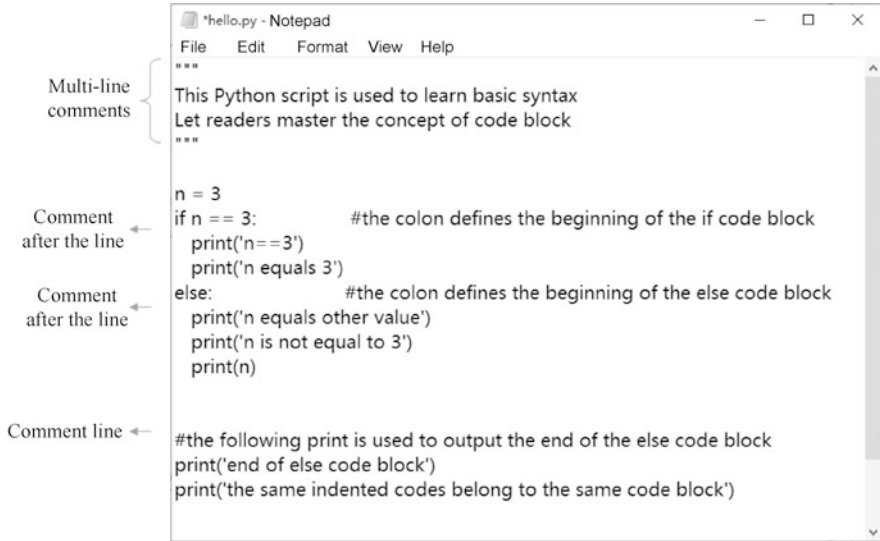 *hello.py - Notepad
File Edit Format View Help
"""
Multi-line
comments
This Python script is used to learn basic syntax
Let readers master the concept of code block
"""
n = 3
Comment
after the line
if n == 3: #the colon defines the beginning of the if code block
print('n==3')
print('n equals 3')
Comment
after the line
else: #the colon defines the beginning of the else code block
print('n equals other value')
print('n is not equal to 3')
print(n)
Comment line
#the following print is used to output the end of the else code block
print('end of else code block')
print('the same indented codes belong to the same code block')